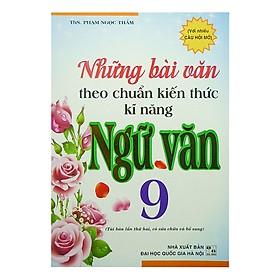 ThS. PHẠM NGỌC THẮM
(Với nhiều
CÂU HỎI MỞ)
Những bài văn
theo chuẩn kiến thức
kĩ năng
Ngữ văn
9
(Tái bản lần thứ hai, có sửa chữa và bổ sung)
NHÀ XUẤT BẢN
ĐẠI HỌC QUỐC GIA HÀ NỘI